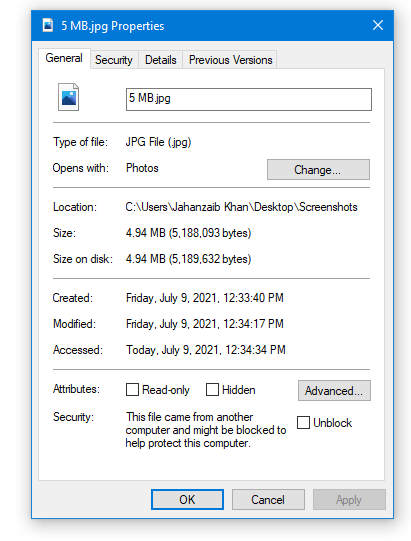 5 MB.jpg Properties
General Security Details Previous Versions
5 MB.jpg
Type of file: JPG File (.jpg)
Opens with: Photos Change...
Location: C:\Users\Jahanzaib Khan\Desktop\Screenshots
Size: 4.94 MB (5,188,093 bytes)
Size on disk: 4.94 MB (5,189,632 bytes)
Created: Friday, July 9, 2021, 12:33:40 PM
Modified: Friday, July 9, 2021, 12:34:17 PM
Accessed: Today, July 9, 2021, 12:34:34 PM
Attributes: Read-only Hidden Advanced...
Security: This file came from another Unblock
computer and might be blocked to
help protect this computer.
OK Cancel Apply